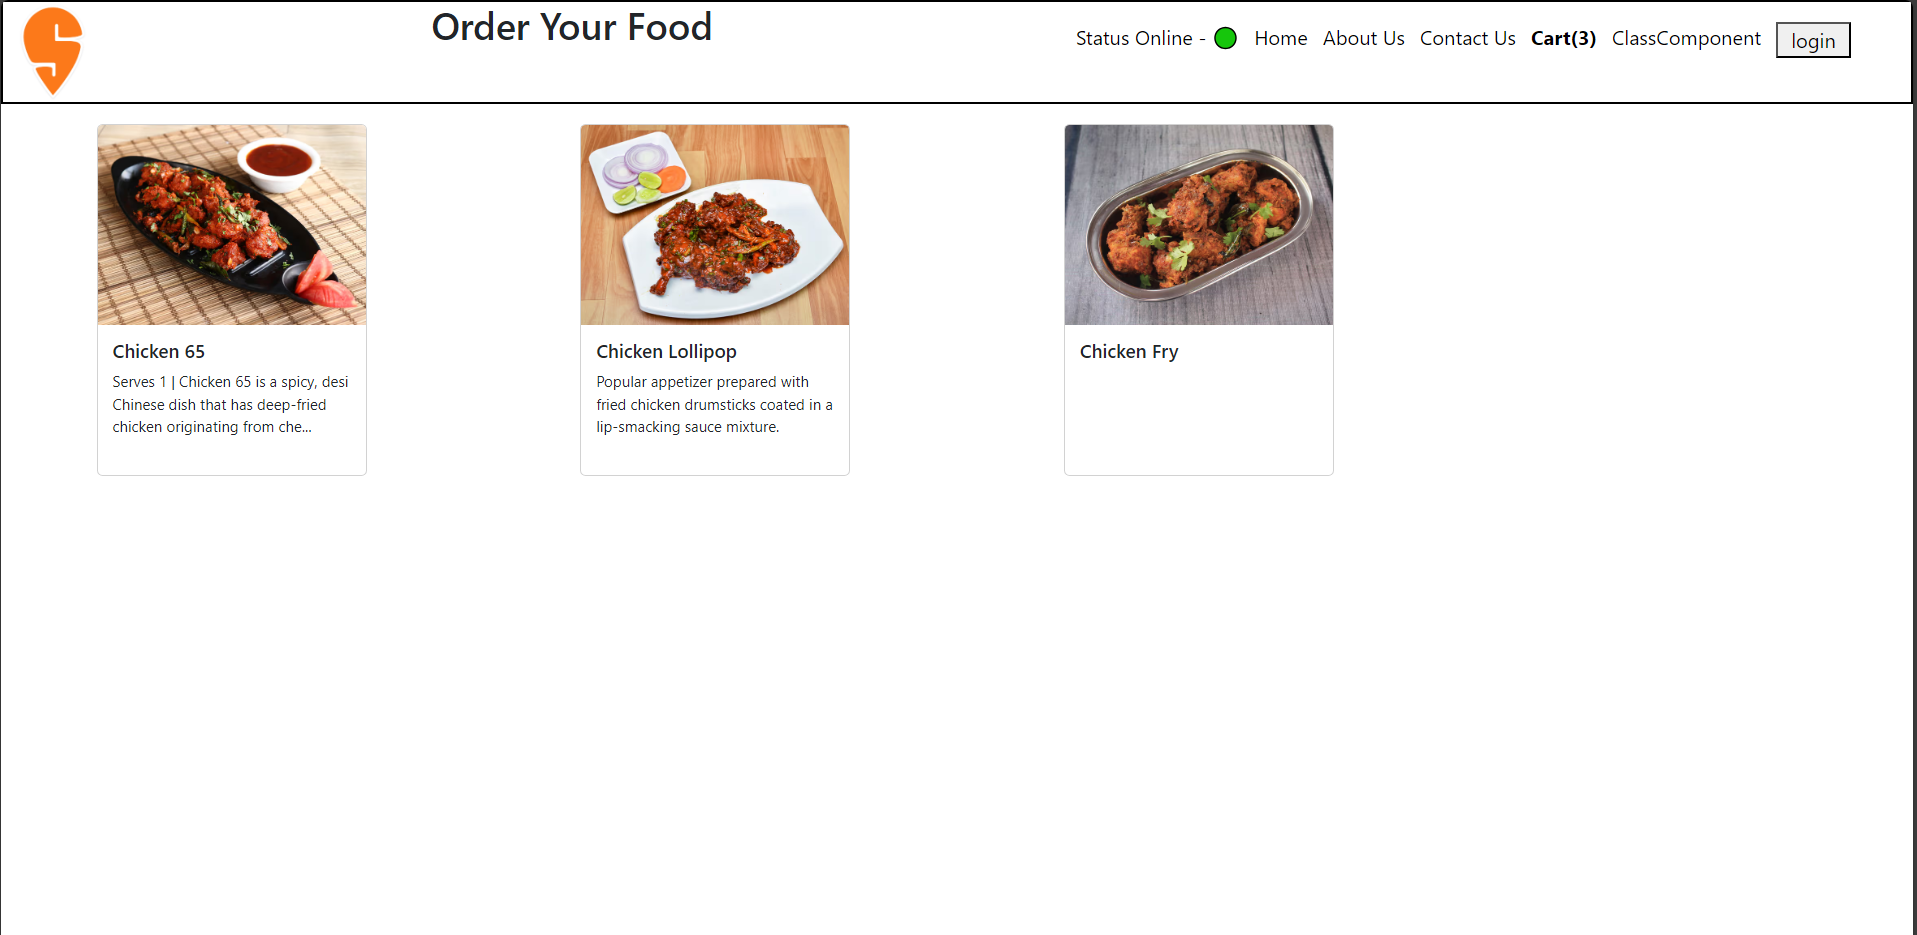 Order Your Food
Status Online -
Home
About Us
Contact Us
Cart(3)
ClassComponent
login
Chicken 65
Serves 1 | Chicken 65 is a spicy, desi
Chinese dish that has deep-fried
chicken originating from che...
Chicken Lollipop
Popular appetizer prepared with
fried chicken drumsticks coated in a
lip-smacking sauce mixture.
Chicken Fry